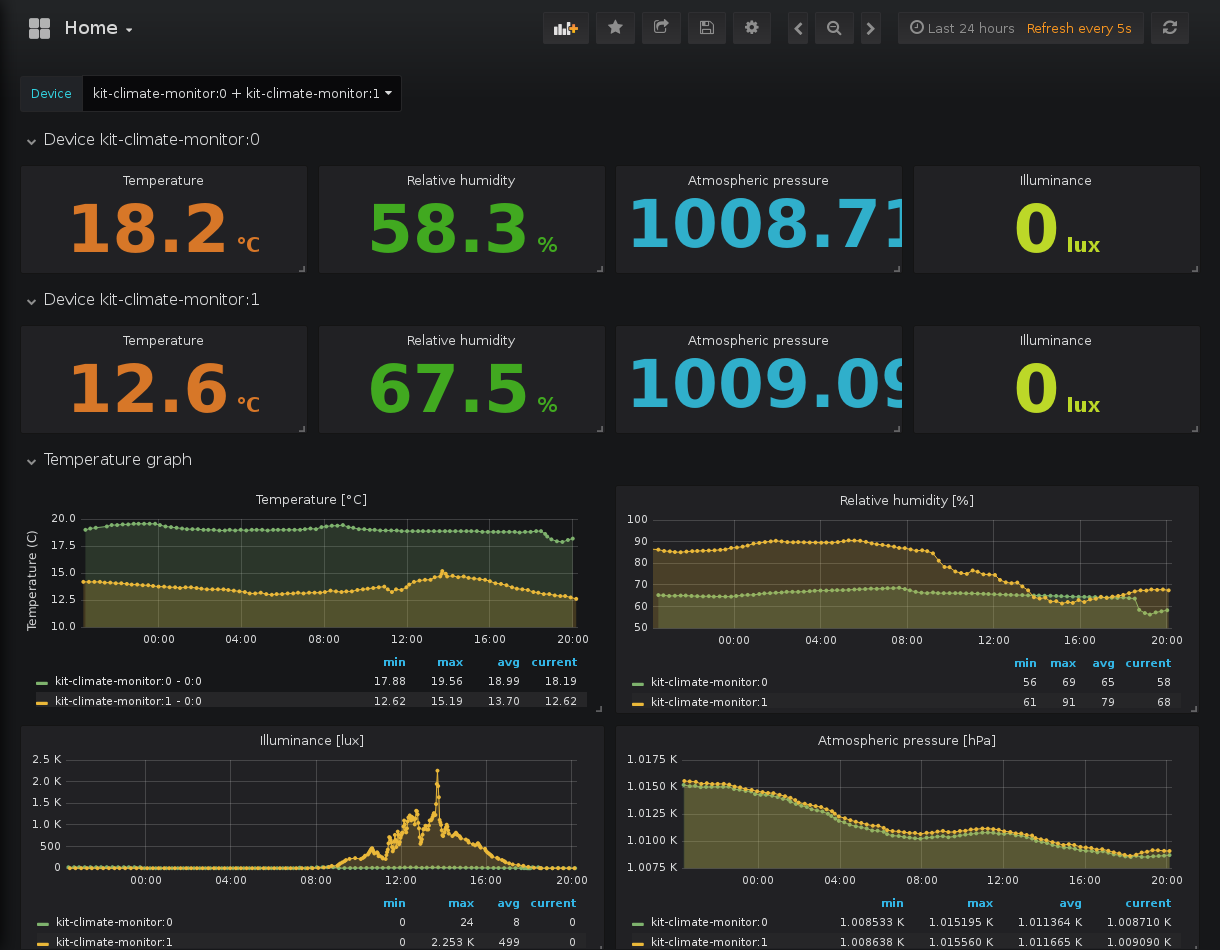 Home
Last 24 hours Refresh every 5s
Device kit-climate-monitor:0 + kit-climate-monitor:1
Device kit-climate-monitor:0
Temperature Relative humidity Atmospheric pressure Illuminance
18.2 °C 58.3 % 1008.71 0 lux
Device kit-climate-monitor:1
Temperature Relative humidity Atmospheric pressure Illuminance
12.6 °C 67.5 % 1009.09 0 lux
Temperature graph
Temperature [°C]
Temperature (C)
20.0
17.5
15.0
12.5
10.0
00:00 04:00 08:00 12:00 16:00 20:00
min max avg current
kit-climate-monitor:0 - 0:0 17.88 19.56 18.99 18.19
kit-climate-monitor:1 - 0:0 12.62 15.19 13.70 12.62
Relative humidity [%]
100
90
80
70
60
50
00:00 04:00 08:00 12:00 16:00 20:00
min max avg current
kit-climate-monitor:0 56 69 65 58
kit-climate-monitor:1 61 91 79 68
Illuminance [lux]
2.5 K
2.0 K
1.5 K
1.0 K
500
0
00:00 04:00 08:00 12:00 16:00 20:00
min max avg current
kit-climate-monitor:0 0 24 8 0
kit-climate-monitor:1 0 2.253 K 499 0
Atmospheric pressure [hPa]
1.0175 K
1.0150 K
1.0125 K
1.0100 K
1.0075 K
00:00 04:00 08:00 12:00 16:00 20:00
min max avg current
kit-climate-monitor:0 1.008533 K 1.015195 K 1.011364 K 1.008710 K
kit-climate-monitor:1 1.008638 K 1.015560 K 1.011665 K 1.009090 K